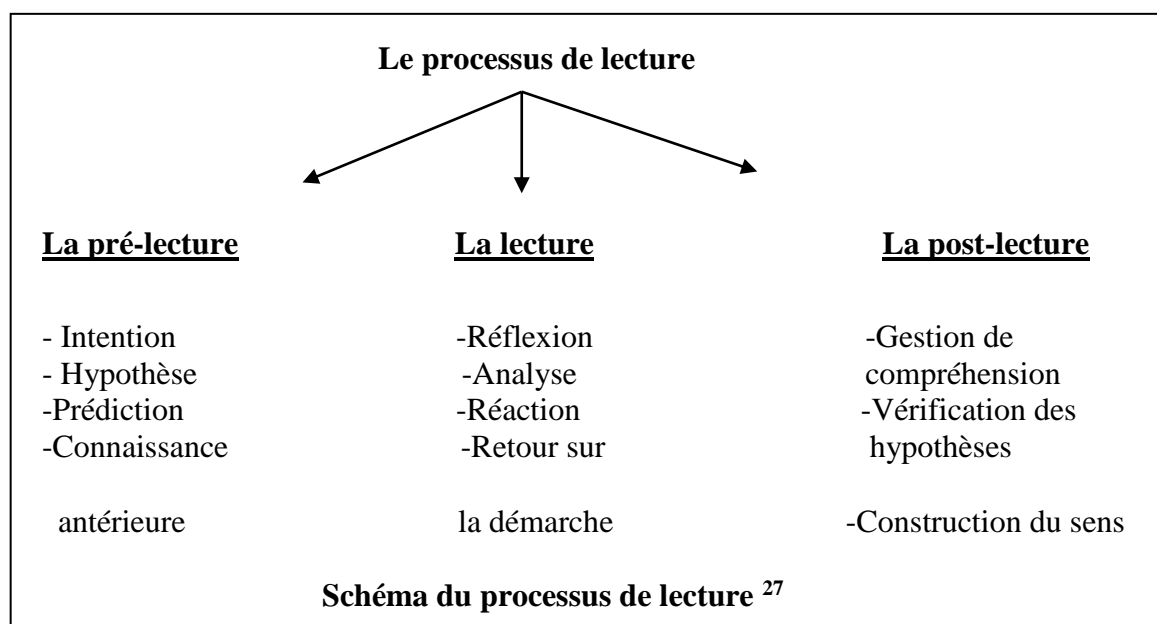 Le processus de lecture
La pré-lecture
- Intention
- Hypothèse
-Prédiction
-Connaissance
antérieure
La lecture
-Réflexion
-Analyse
-Réaction
-Retour sur
la démarche
La post-lecture
-Gestion de
compréhension
-Vérification des
hypothèses
-Construction du sens
Schéma du processus de lecture 27